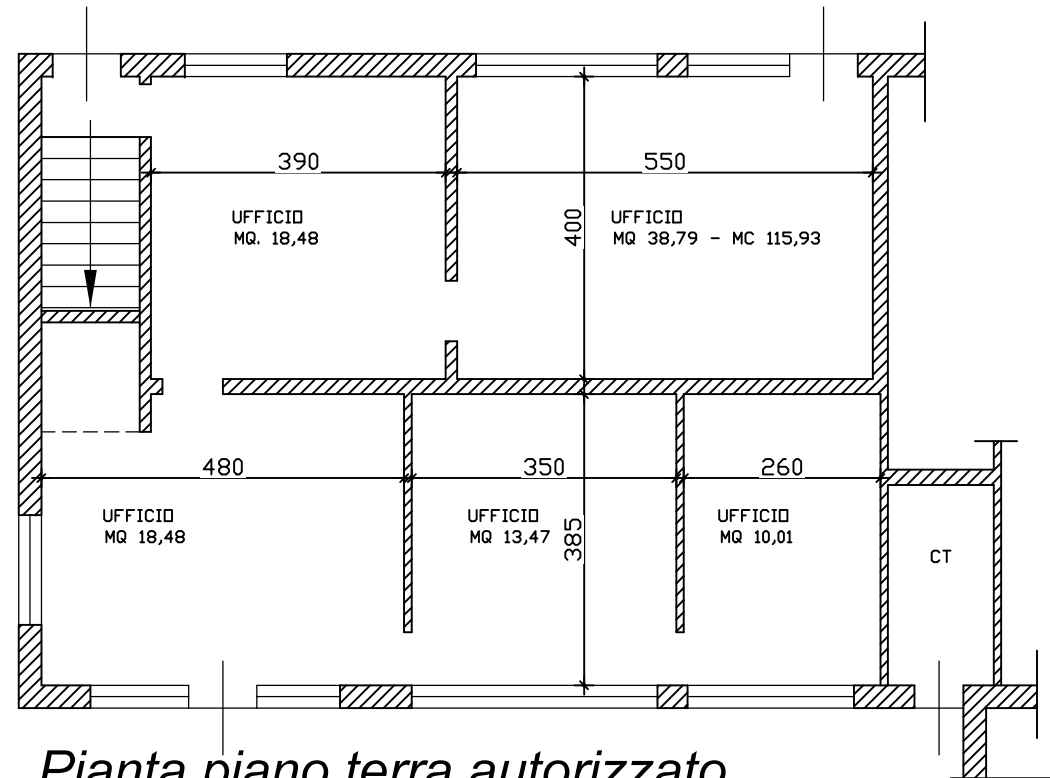 390
550
UFFICIO
MQ. 18,48
400
UFFICIO
MQ 38,79 - MC 115,93
480
350
260
UFFICIO
MQ 18,48
UFFICIO
MQ 13,47
385
UFFICIO
MQ 10,01
CT
Pianta piano terra autorizzato